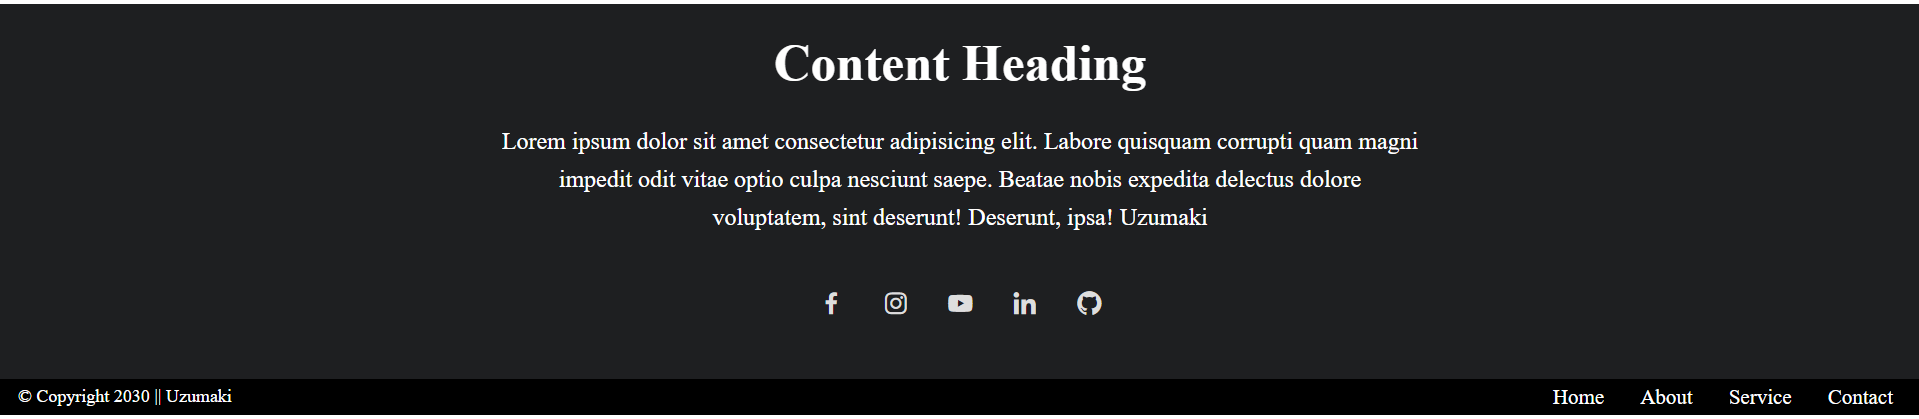 Content Heading
Lorem ipsum dolor sit amet consectetur adipisicing elit. Labore quisquam corrupti quam magni
impedit odit vitae optio culpa nesciunt saepe. Beatae nobis expedita delectus dolore
voluptatem, sint deserunt! Deserunt, ipsa! Uzumaki
© Copyright 2030 || Uzumaki
Home About Service Contact